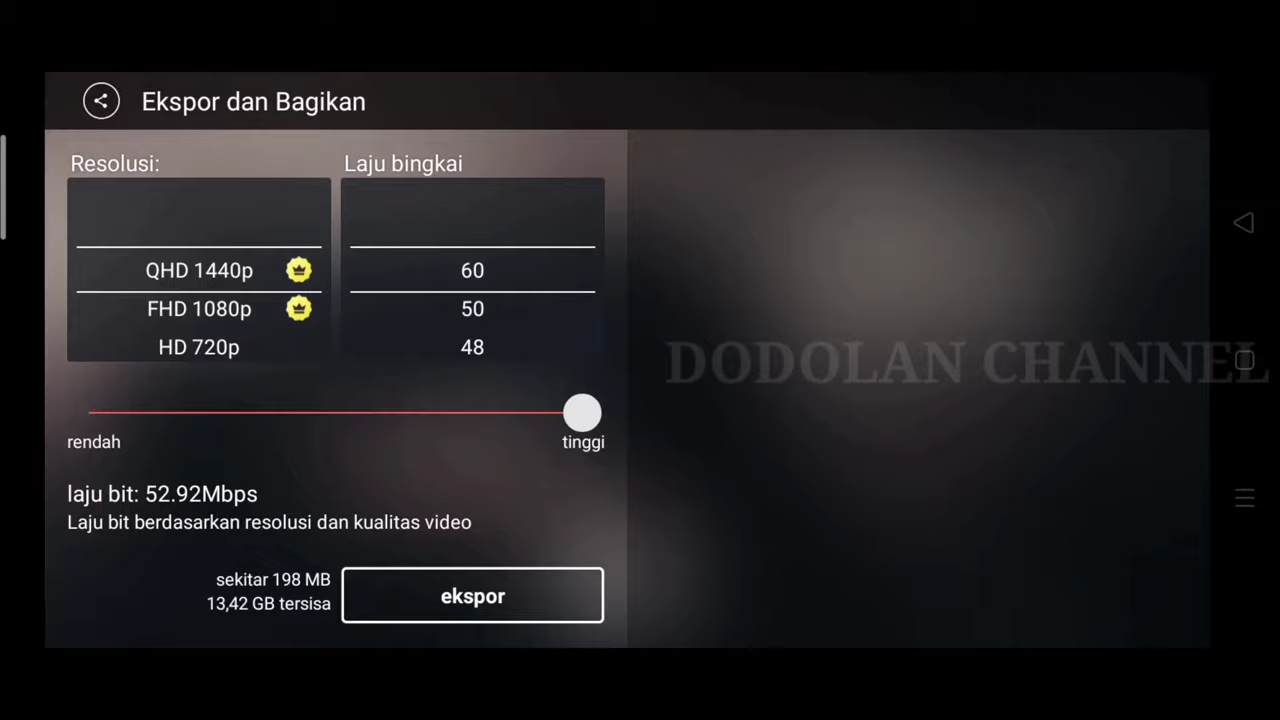 Ekspor dan Bagikan
Resolusi:
QHD 1440p
FHD 1080p
HD 720p
Laju bingkai
60
50
48
rendah
tinggi
laju bit: 52.92Mbps
Laju bit berdasarkan resolusi dan kualitas video
sekitar 198 MB
13,42 GB tersisa
ekspor
DODOLAN CHANNEL